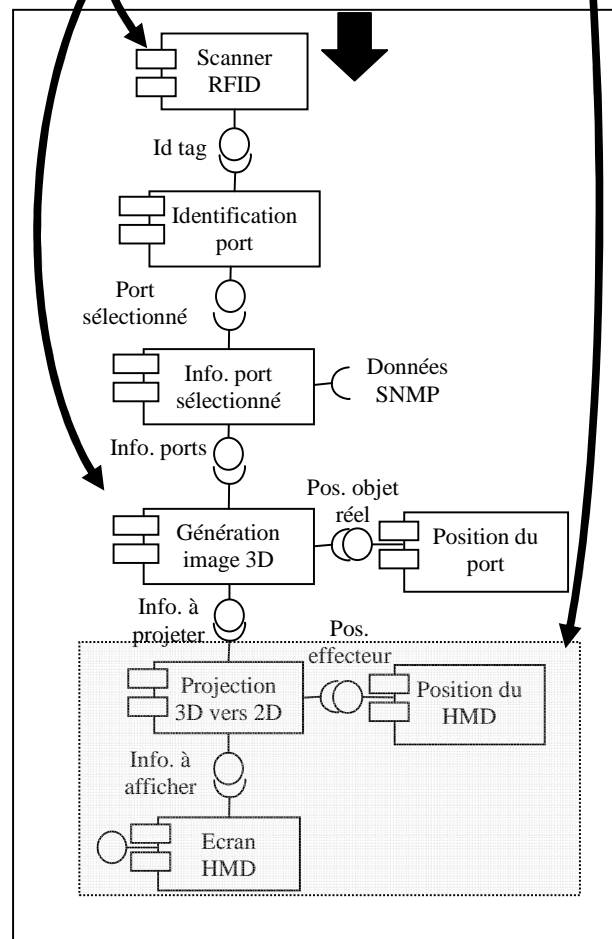 Scanner
RFID
Id tag
Identification
port
Port
sélectionné
Info. port
sélectionné
Données
SNMP
Info. ports
Pos. objet
réel
Génération
image 3D
Position du
port
Info. à
projeter
Pos.
effecteur
Projection
3D vers 2D
Position du
HMD
Info. à
afficher
Ecran
HMD